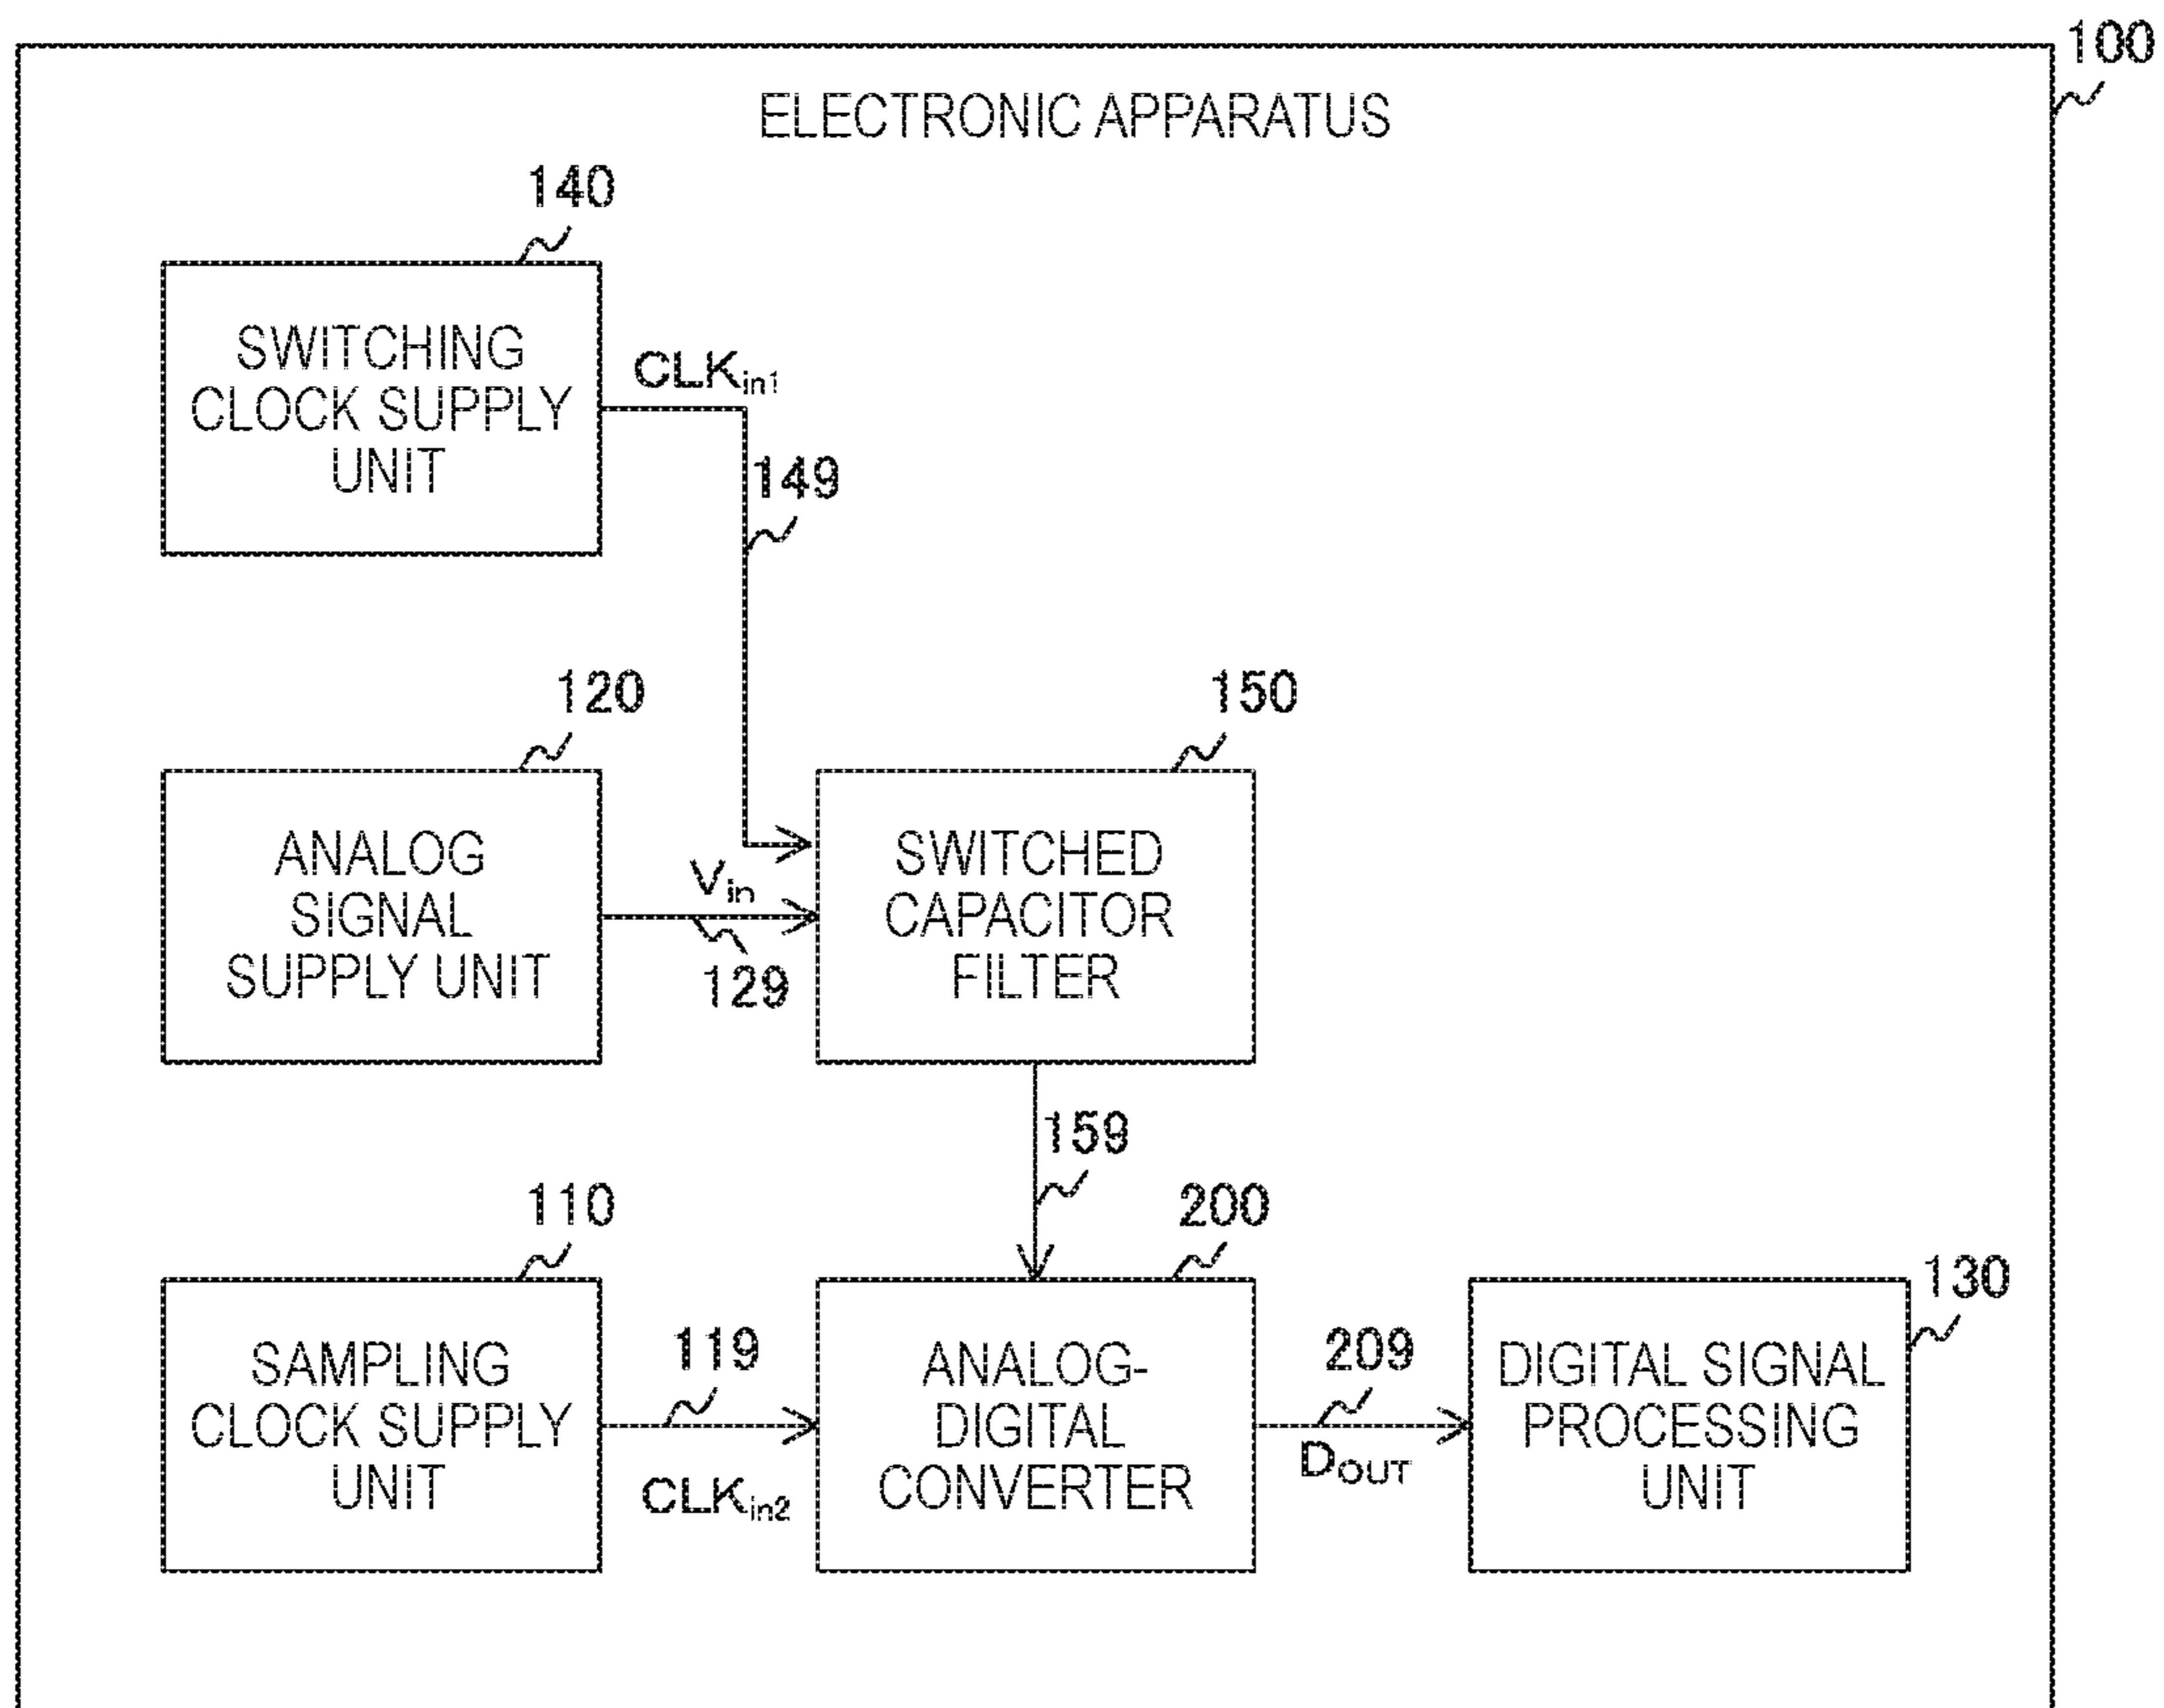 100
ELECTRONIC APPARATUS
140
SWITCHING
CLOCK SUPPLY
UNIT
CLKin1
149
120
ANALOG
SIGNAL
SUPPLY UNIT
Vin
129
150
SWITCHED
CAPACITOR
FILTER
159
110
SAMPLING
CLOCK SUPPLY
UNIT
119
CLKin2
200
ANALOG-
DIGITAL
CONVERTER
209
DOUT
130
DIGITAL SIGNAL
PROCESSING
UNIT